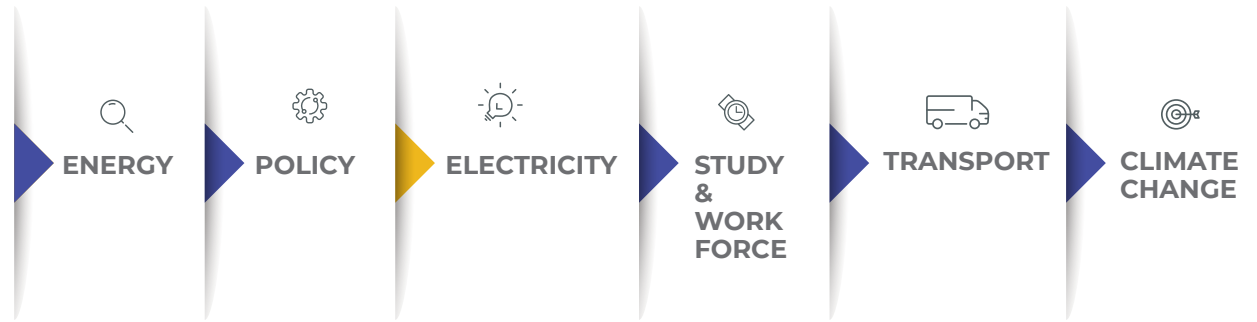 ENERGY
POLICY
ELECTRICITY
STUDY
&
WORK
FORCE
TRANSPORT
CLIMATE
CHANGE